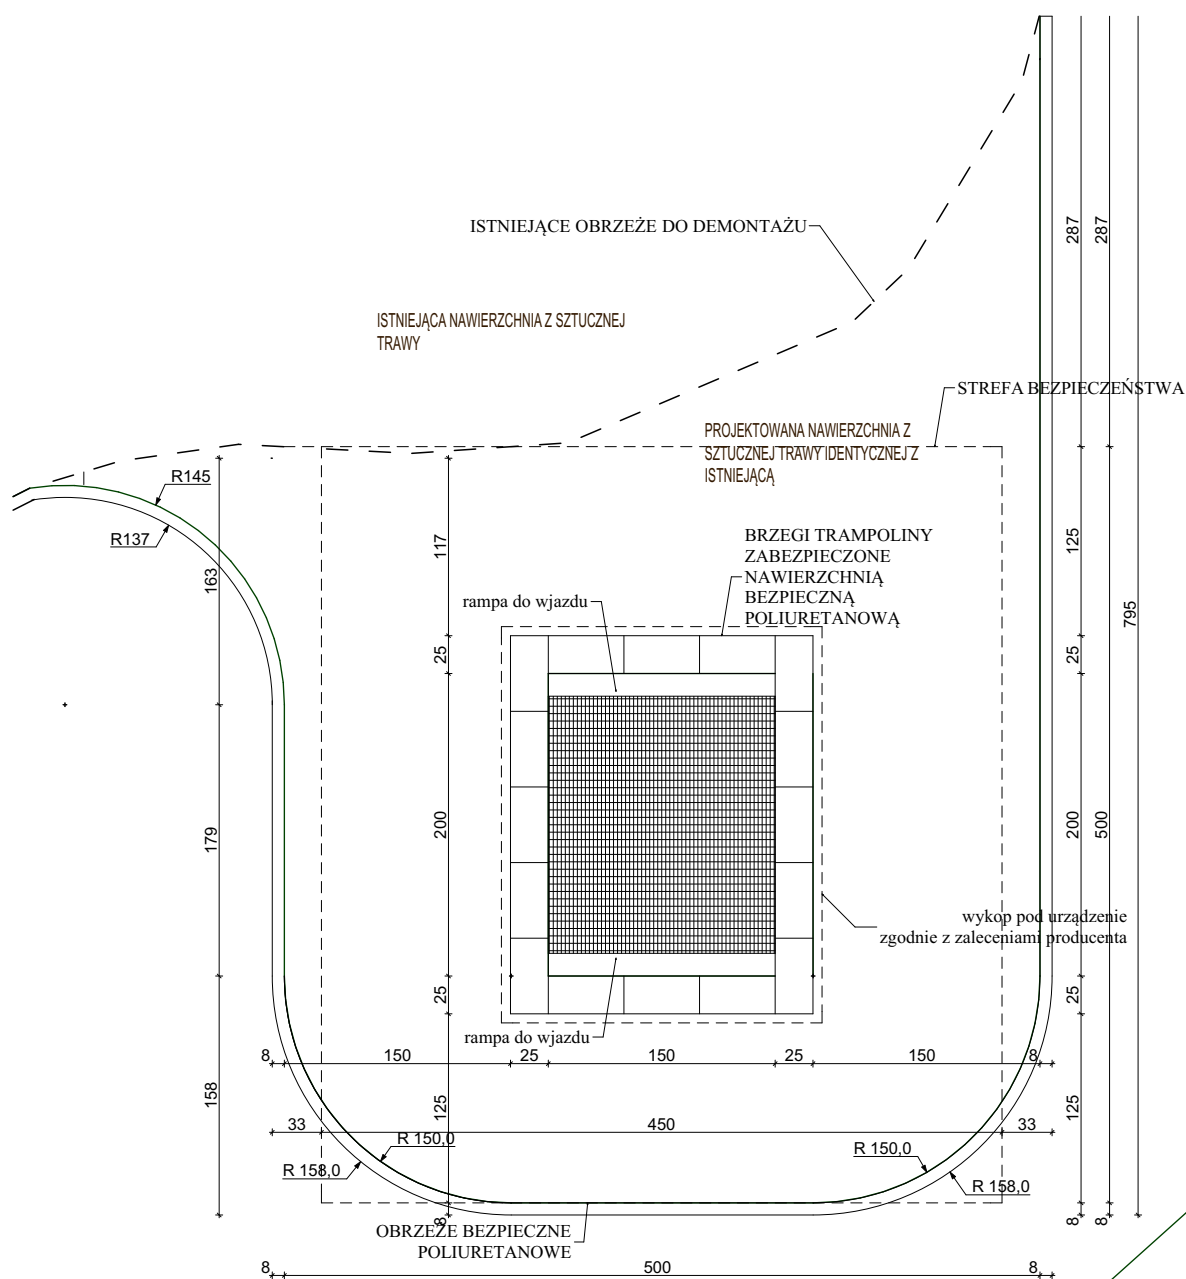 ISTNIEJĄCE OBRZEŻE DO DEMONTAŻU
287
287
ISTNIEJĄCA NAWIERZCHNIA Z SZTUCZNEJ
TRAWY
STREFA BEZPIECZEŃSTWA
PROJEKTOWANA NAWIERZCHNIA Z
SZTUCZNEJ TRAWY IDENTYCZNEJ Z
ISTNIEJĄCĄ
R145
R137
163
117
BRZEGI TRAMPOLINY
ZABEZPIECZONE
NAWIERZCHNIĄ
BEZPIECZNĄ
POLIURETANOWĄ
125
795
rampa do wjazdu
25
25
179
200
200
500
wykop pod urządzenie
zgodnie z zaleceniami producenta
25
25
rampa do wjazdu
8
150
25
150
25
150
8
158
125
125
33
450
33
R 150,0
R 158,0
R 150,0
R 158,0
8
8
8
OBRZEŻE BEZPIECZNE
POLIURETANOWE
8
500
8